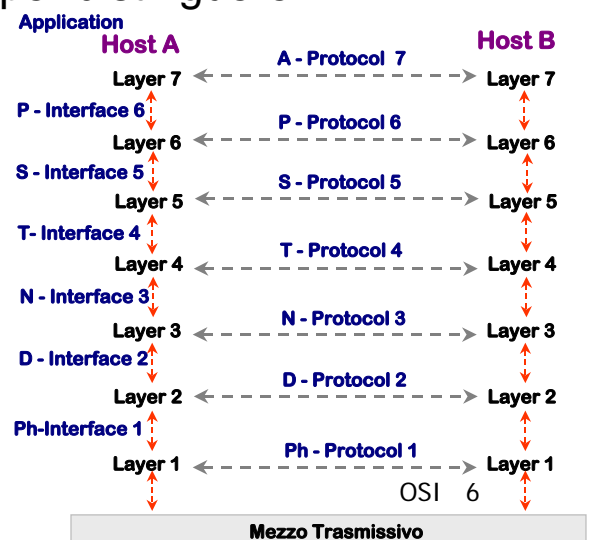 Application
Host A
Host B
A - Protocol 7
Layer 7
Layer 7
P - Interface 6
P - Protocol 6
Layer 6
Layer 6
S - Interface 5
S - Protocol 5
Layer 5
Layer 5
T- Interface 4
T - Protocol 4
Layer 4
Layer 4
N - Interface 3
N - Protocol 3
Layer 3
Layer 3
D - Interface 2
D - Protocol 2
Layer 2
Layer 2
Ph-Interface 1
Ph - Protocol 1
Layer 1
Layer 1
OSI 6
Mezzo Trasmissivo